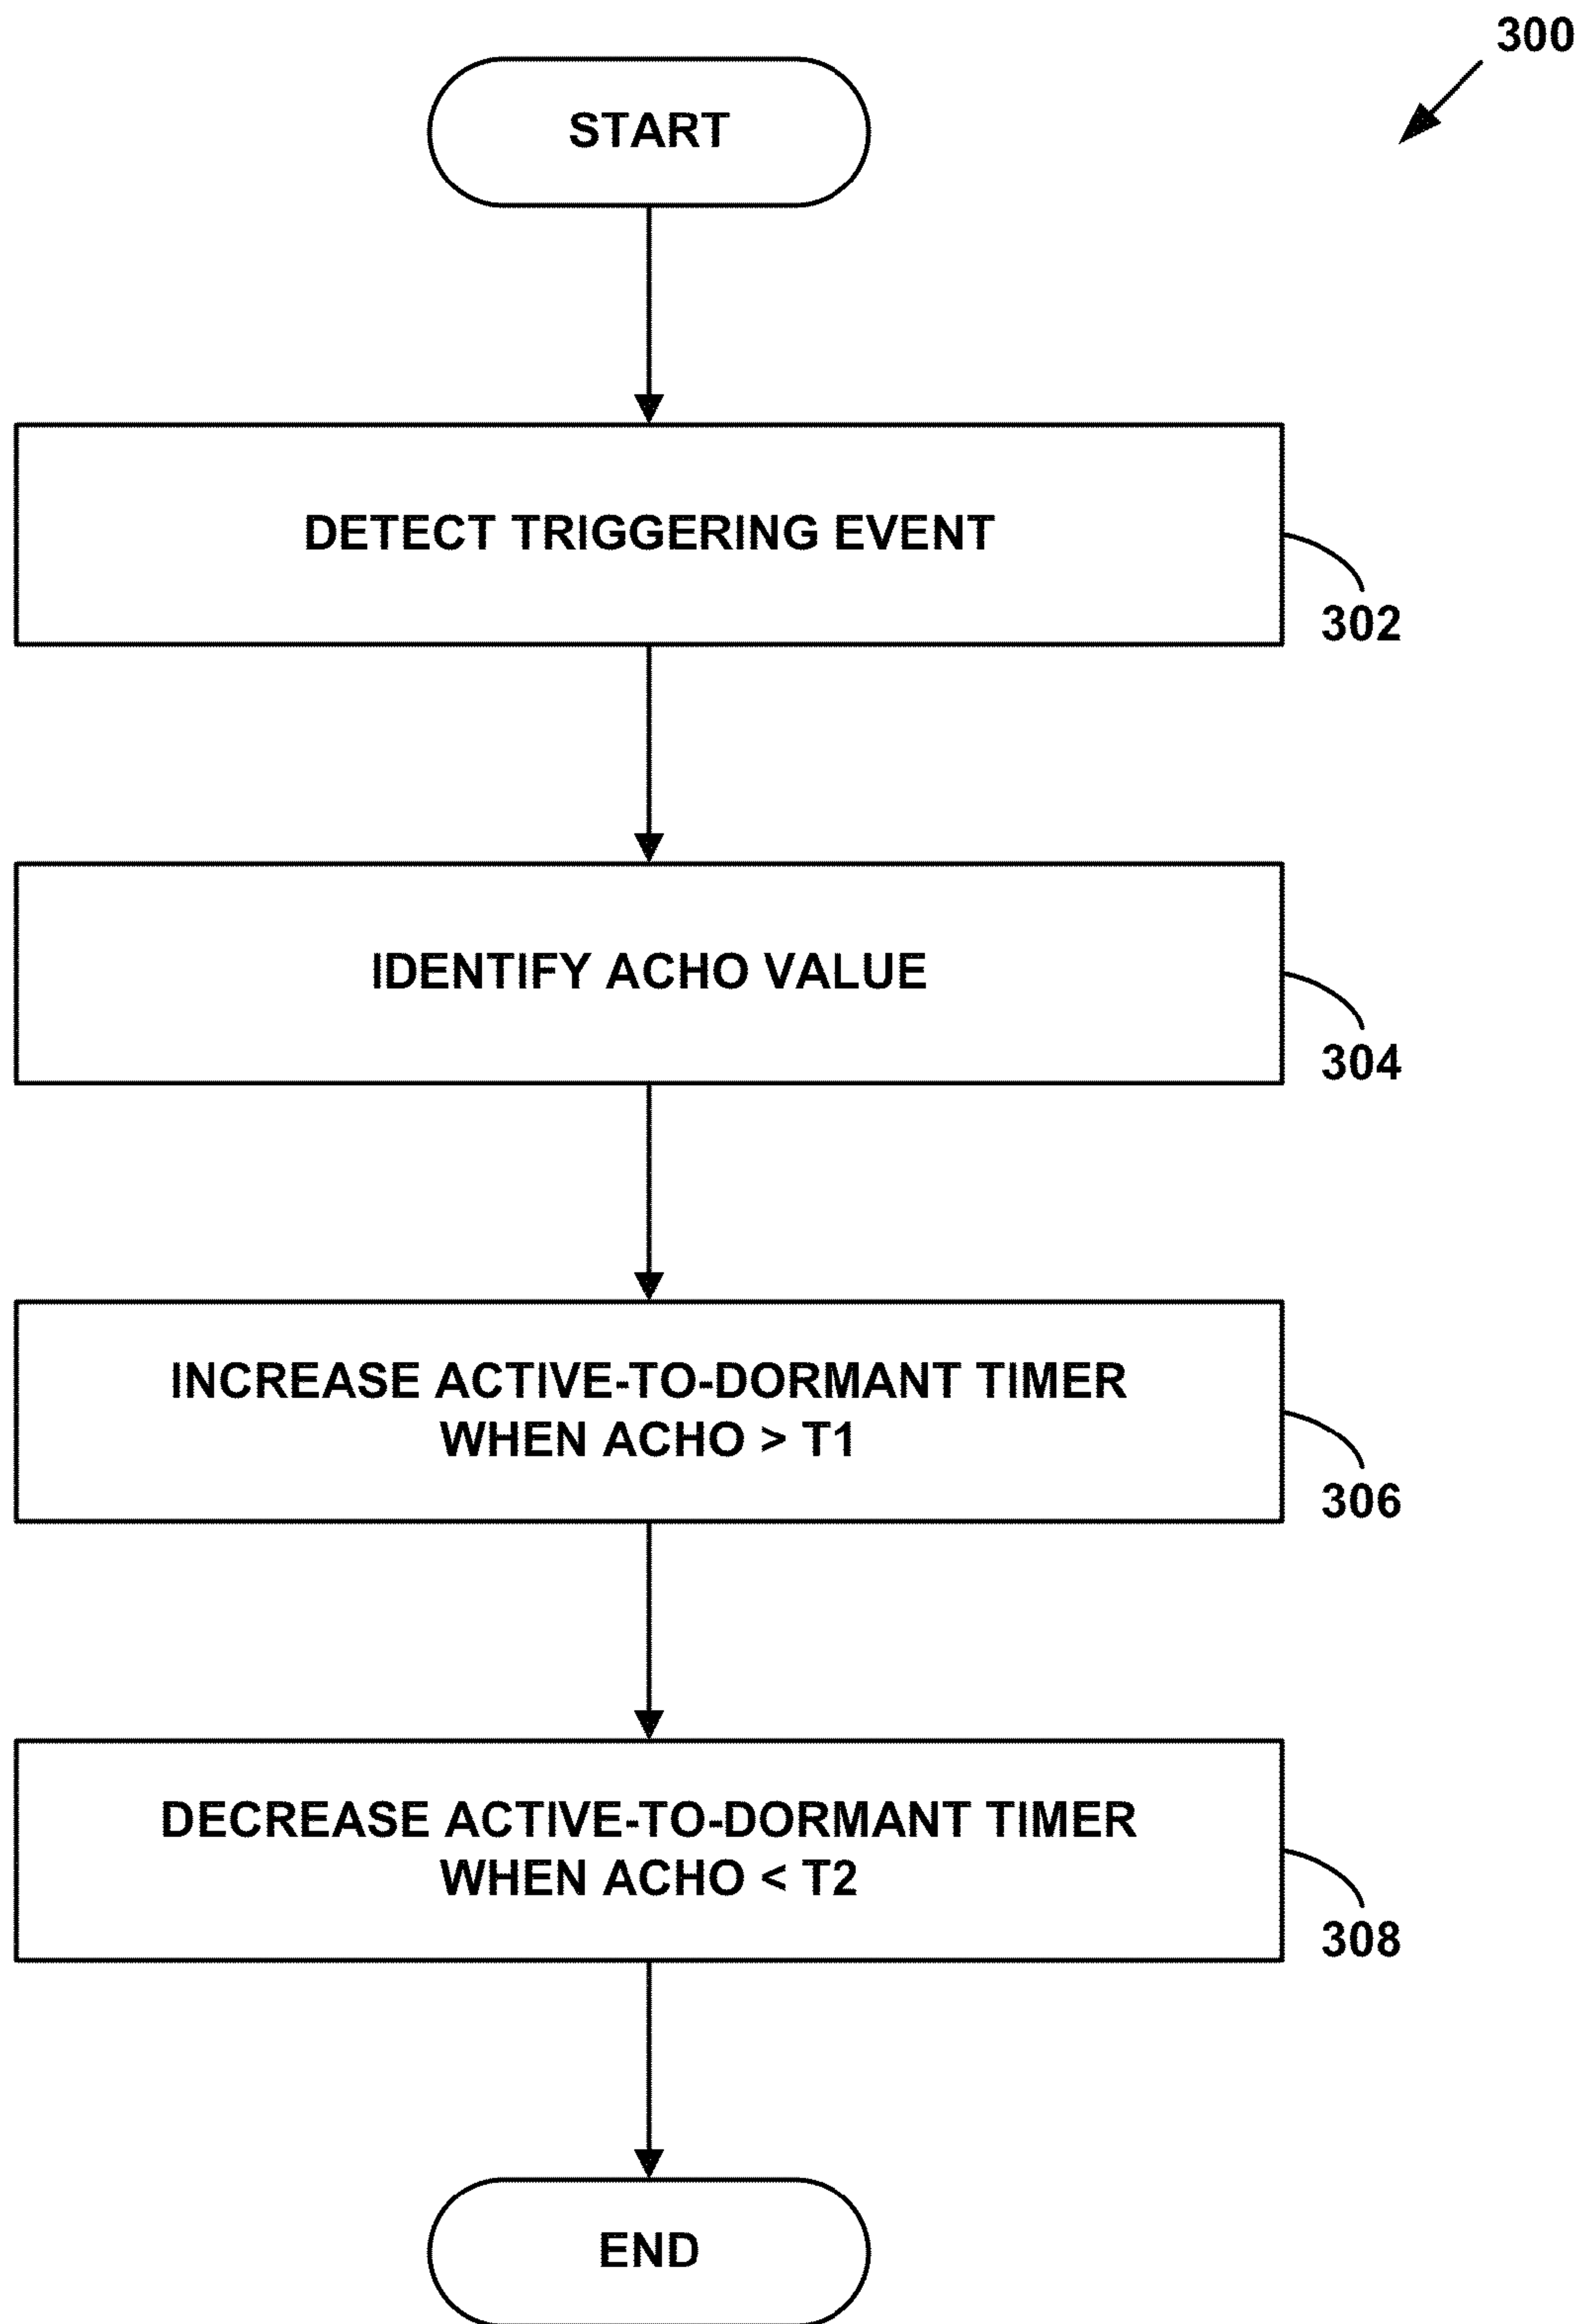 300
START
DETECT TRIGGERING EVENT
302
IDENTIFY ACHO VALUE
304
INCREASE ACTIVE-TO-DORMANT TIMER
WHEN ACHO > T1
306
DECREASE ACTIVE-TO-DORMANT TIMER
WHEN ACHO < T2
308
END